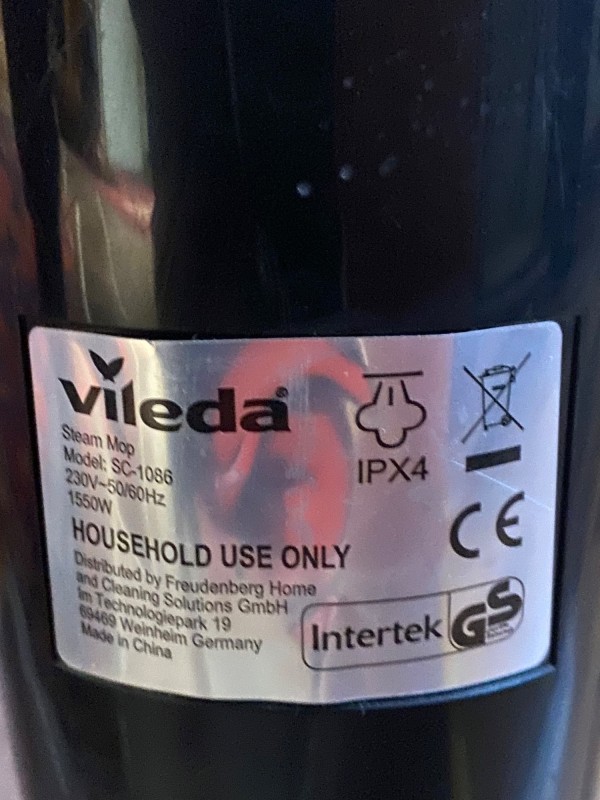 vileda®
Steam Mop
Model: SC-1086
230V~50/60Hz
1550W
IPX4
CE
HOUSEHOLD USE ONLY
Distributed by Freudenberg Home
and Cleaning Solutions GmbH
Im Technologiepark 19
69469 Weinheim Germany
Made in China
Intertek
GS